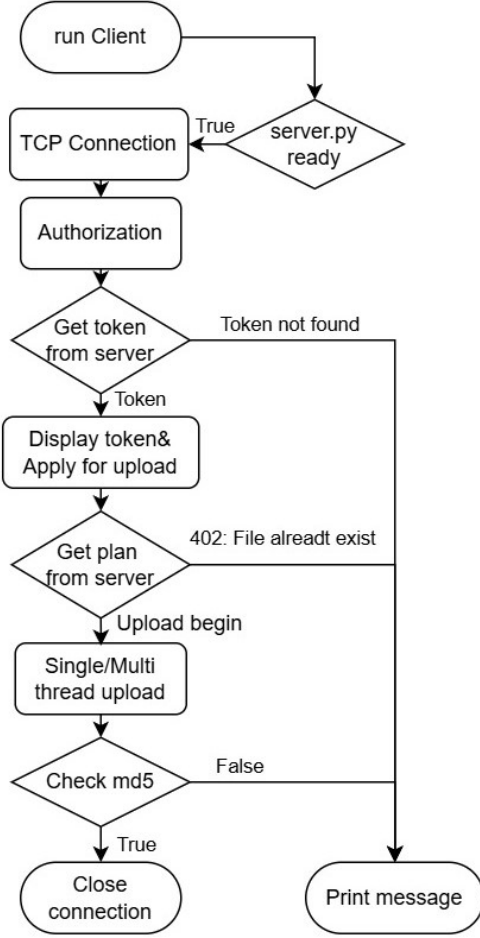 run Client
server.py
ready
True
TCP Connection
Authorization
Get token
from server
Token not found
Token
Display token&
Apply for upload
402: File alreadt exist
Get plan
from server
Upload begin
Single/Multi
thread upload
Check md5
False
True
Close
connection
Print message